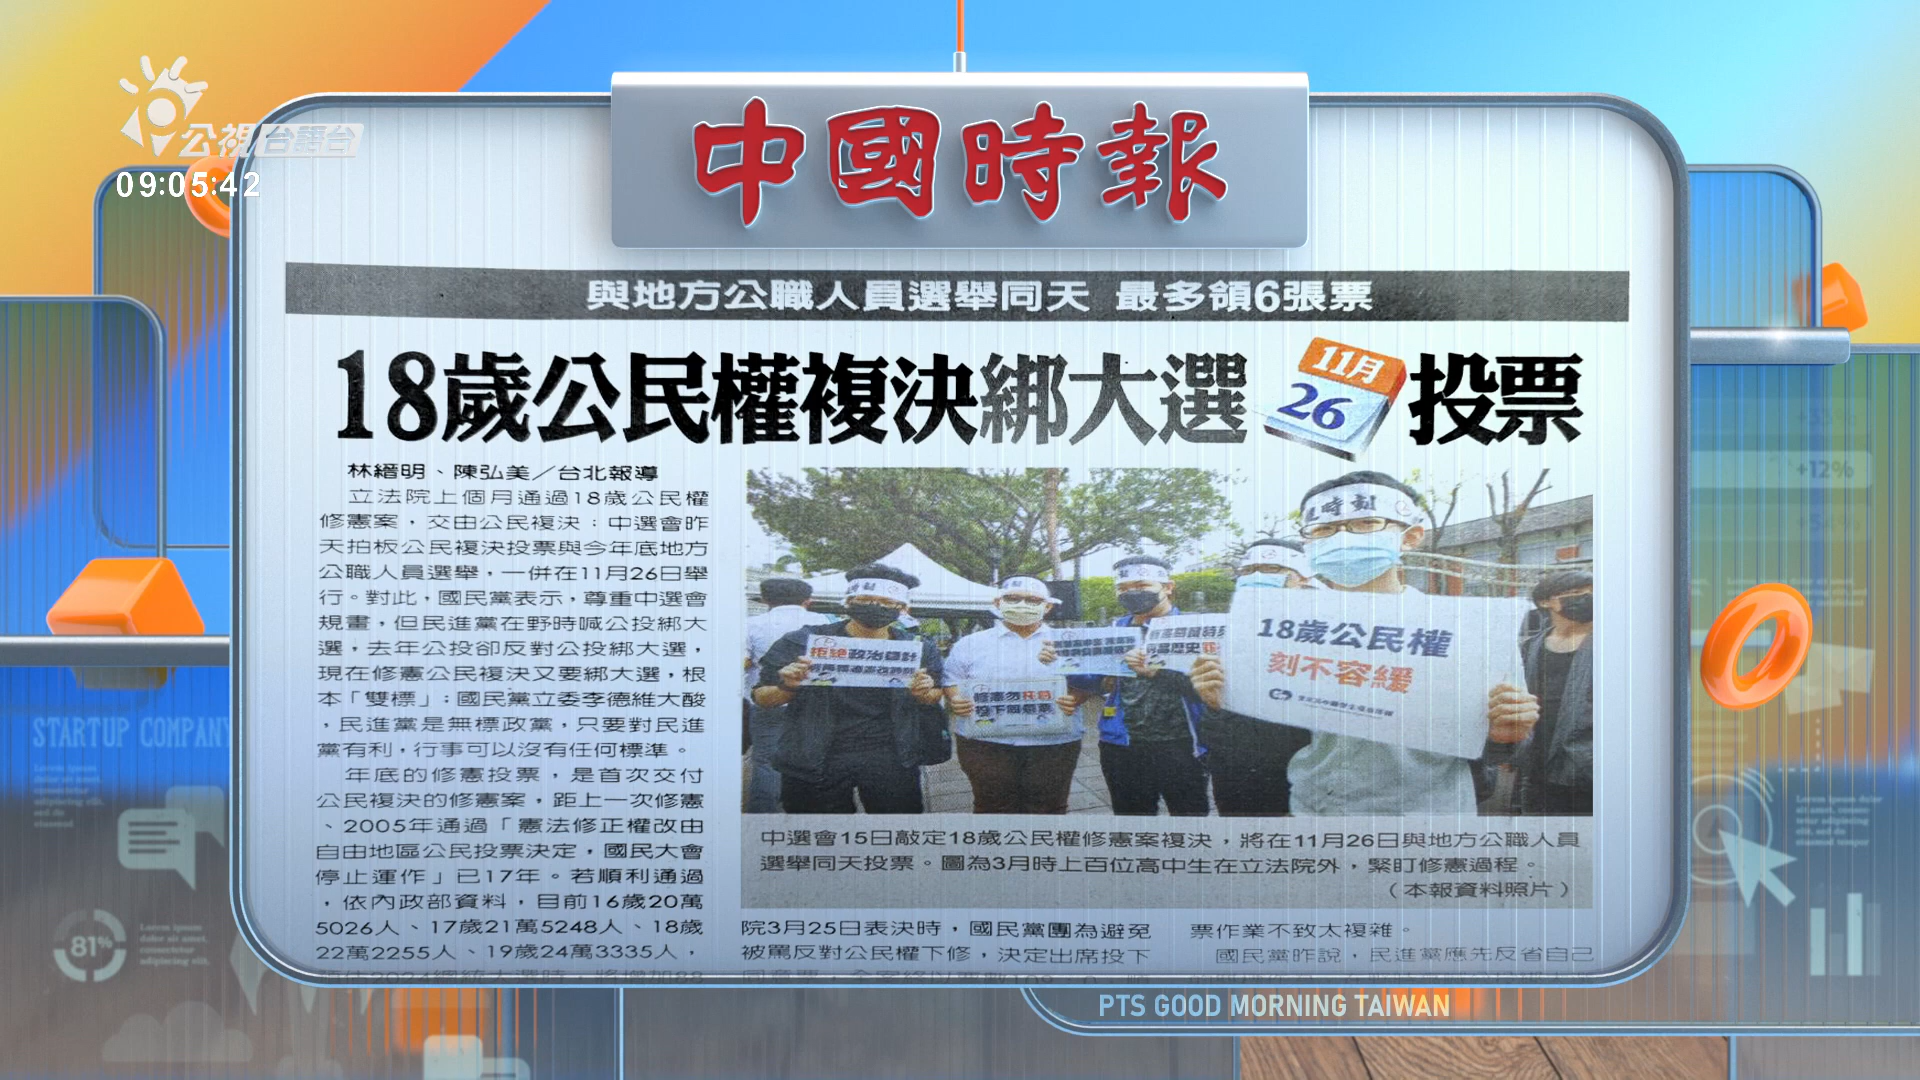 公視台語台
09:05:42
中國時報
與地方公職人員選舉同天 最多領6張票
18歲公民權複決綁大選 11月26 投票
林縉明、陳弘美／台北報導
立法院上個月通過18歲公民權
修憲案，交由公民複決；中選會昨
天拍板公民複決投票與今年底地方
公職人員選舉，一併在11月26日舉
行。對此，國民黨表示，尊重中選會
規畫，但民進黨在野時喊公投綁大
選，去年公投卻反對公投綁大選，
現在修憲公民複決又要綁大選，根
本「雙標」；國民黨立委李德維大酸
，民進黨是無標政黨，只要對民進
黨有利，行事可以沒有任何標準。
年底的修憲投票，是首次交付
公民複決的修憲案，距上一次修憲
、2005年通過「憲法修正權改由
自由地區公民投票決定，國民大會
停止運作」已17年。若順利通過
，依內政部資料，目前16歲20萬
5026人、17歲21萬5248人、18歲
22萬2255人、19歲24萬3335人，
18歲公民權
刻不容緩
拒絕政治算計
中選會15日敲定18歲公民權修憲案複決，將在11月26日與地方公職人員
選舉同天投票。圖為3月時上百位高中生在立法院外，緊盯修憲過程。
（本報資料照片）
院3月25日表決時，國民黨團為避免
被罵反對公民權下修，決定出席投下
票作業不致太複雜。
國民黨昨說，民進黨應先反省自己
STARTUP COMPANY
81%
+12%
PTS GOOD MORNING TAIWAN